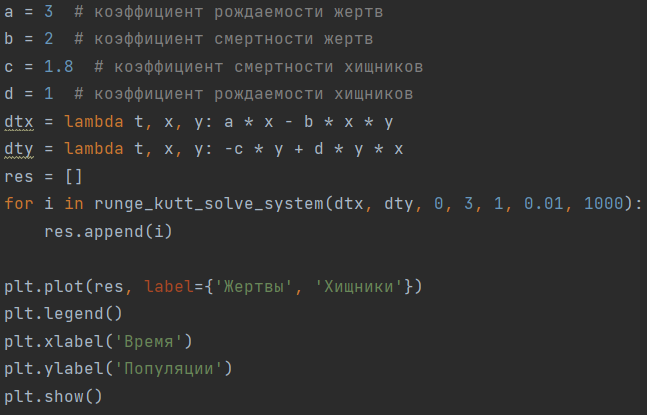 a = 3  # коэффициент рождаемости жертв
b = 2  # коэффициент смертности жертв
c = 1.8  # коэффициент смертности хищников
d = 1  # коэффициент рождаемости хищников
dtx = lambda t, x, y: a * x - b * x * y
dty = lambda t, x, y: -c * y + d * y * x
res = []
for i in runge_kutt_solve_system(dtx, dty, 0, 3, 1, 0.01, 1000):
    res.append(i)

plt.plot(res, label={'Жертвы', 'Хищники'})
plt.legend()
plt.xlabel('Время')
plt.ylabel('Популяции')
plt.show()